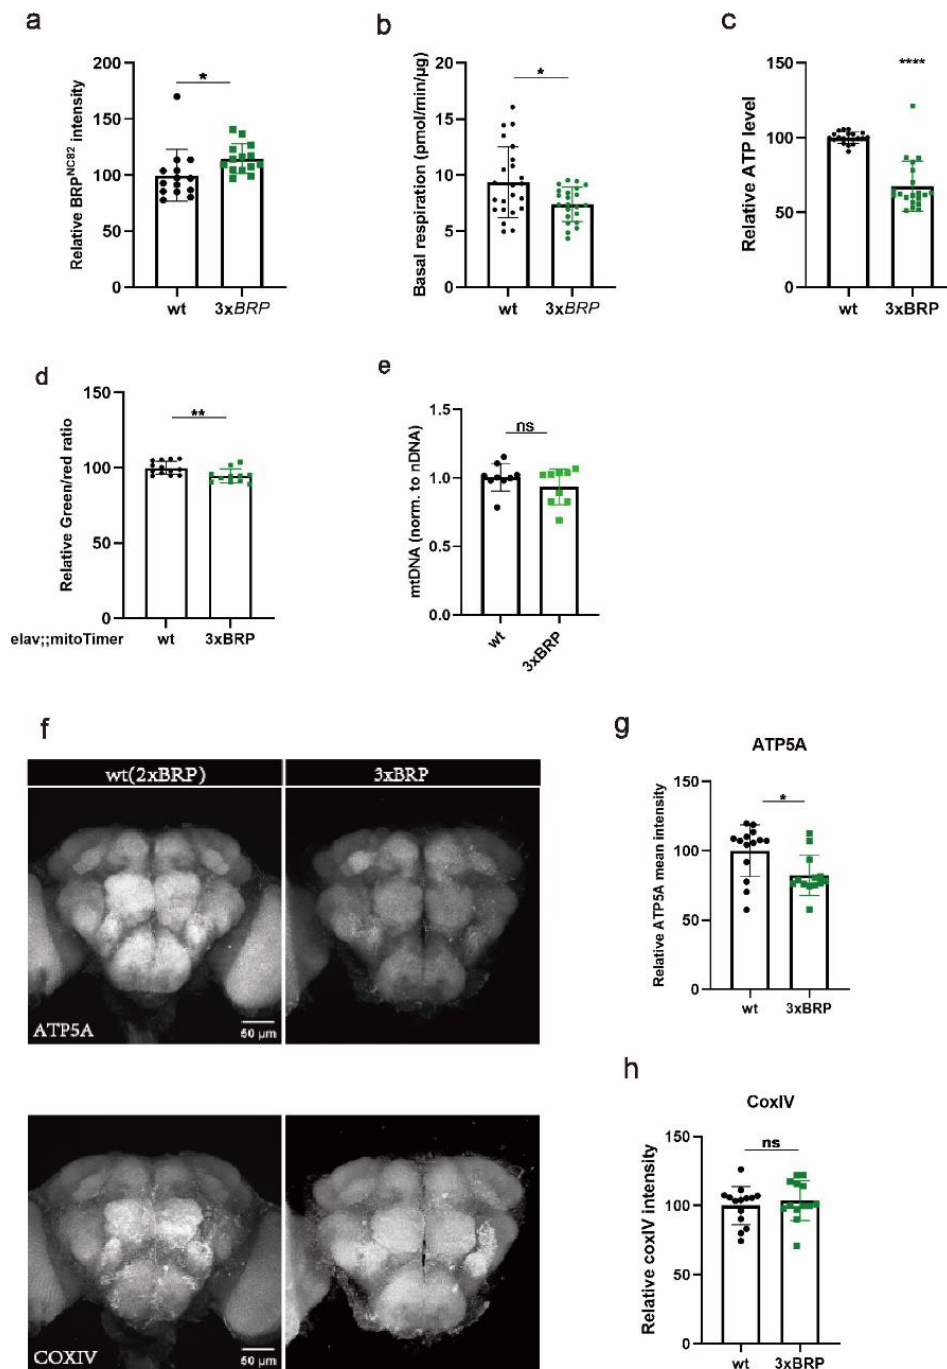 a
Relative BRP^NC82 intensity
200
150
100
50
0
*
wt
3xBRP
b
Basal respiration (pmol/min/μg)
20
15
10
5
0
*
wt
3xBRP
c
Relative ATP level
150
100
50
0
****
wt
3xBRP
d
Relative Green/red ratio
150
100
50
0
**
elav;;mitoTimer
wt
3xBRP
e
mtDNA (norm. to nDNA)
1.5
1.0
0.5
0.0
ns
wt
3xBRP
f
wt(2xBRP)
3xBRP
ATP5A
50 μm
50 μm
COXIV
50 μm
g
ATP5A
Relative ATP5A mean intensity
150
100
50
0
*
wt
3xBRP
h
CoxIV
Relative coxIV intensity
150
100
50
0
ns
wt
3xBRP